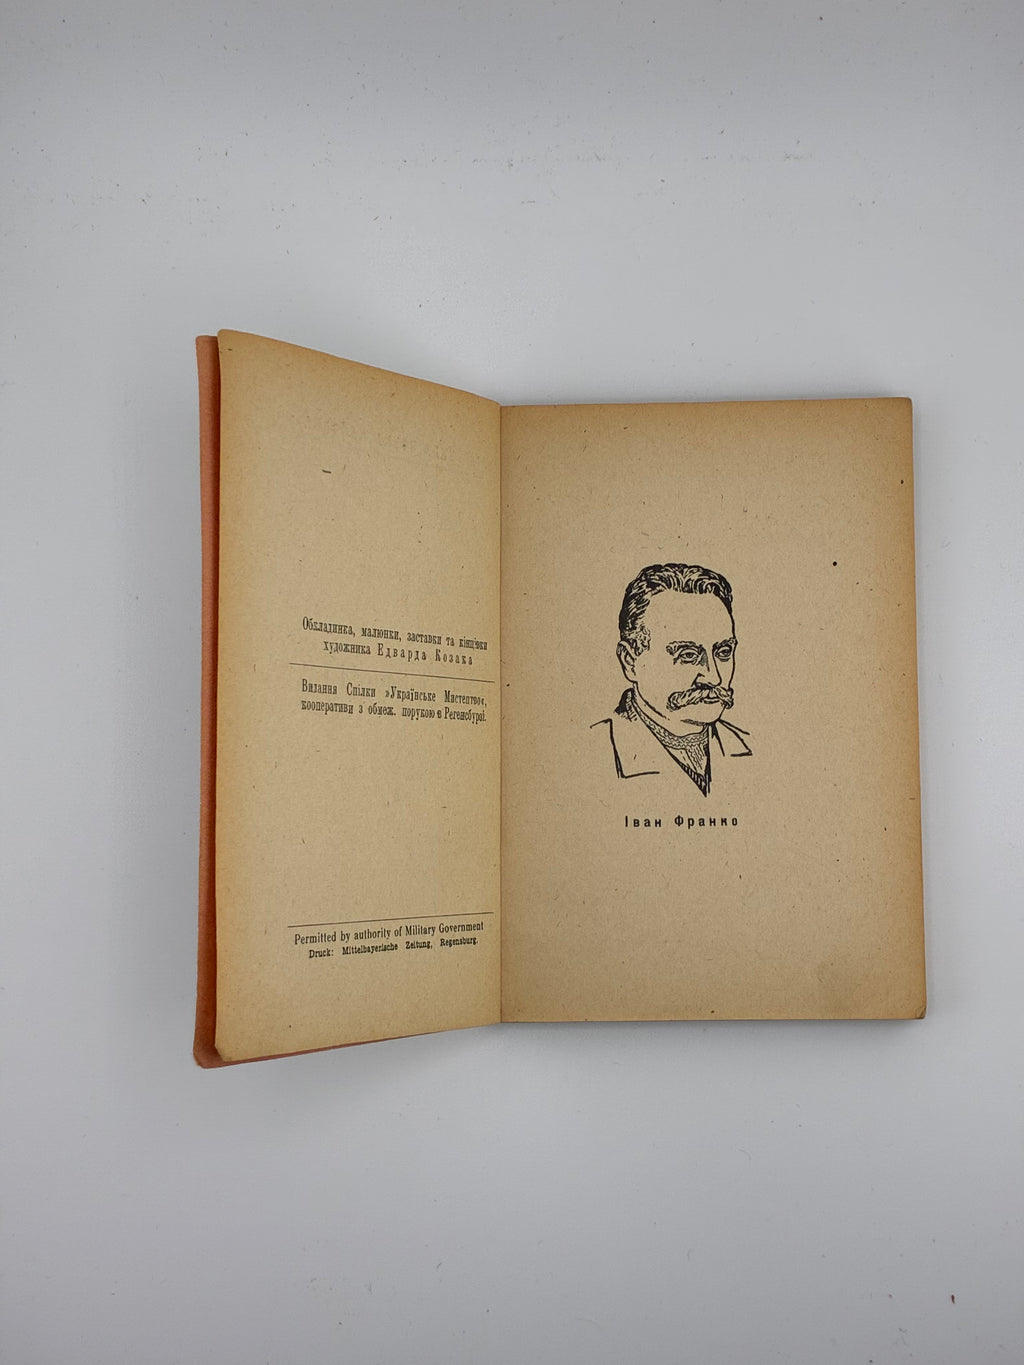 Обкладинка, малюнки, заставки та кінцівки
художника Едварда Козака
Видання Спілки »Українське Мистецтво«,
кооперативи з обмеж. порукою в Регенсбурзі.
Permitted by authority of Military Government
Druck: Mittelbayerische Zeitung, Regensburg.
Іван Франко